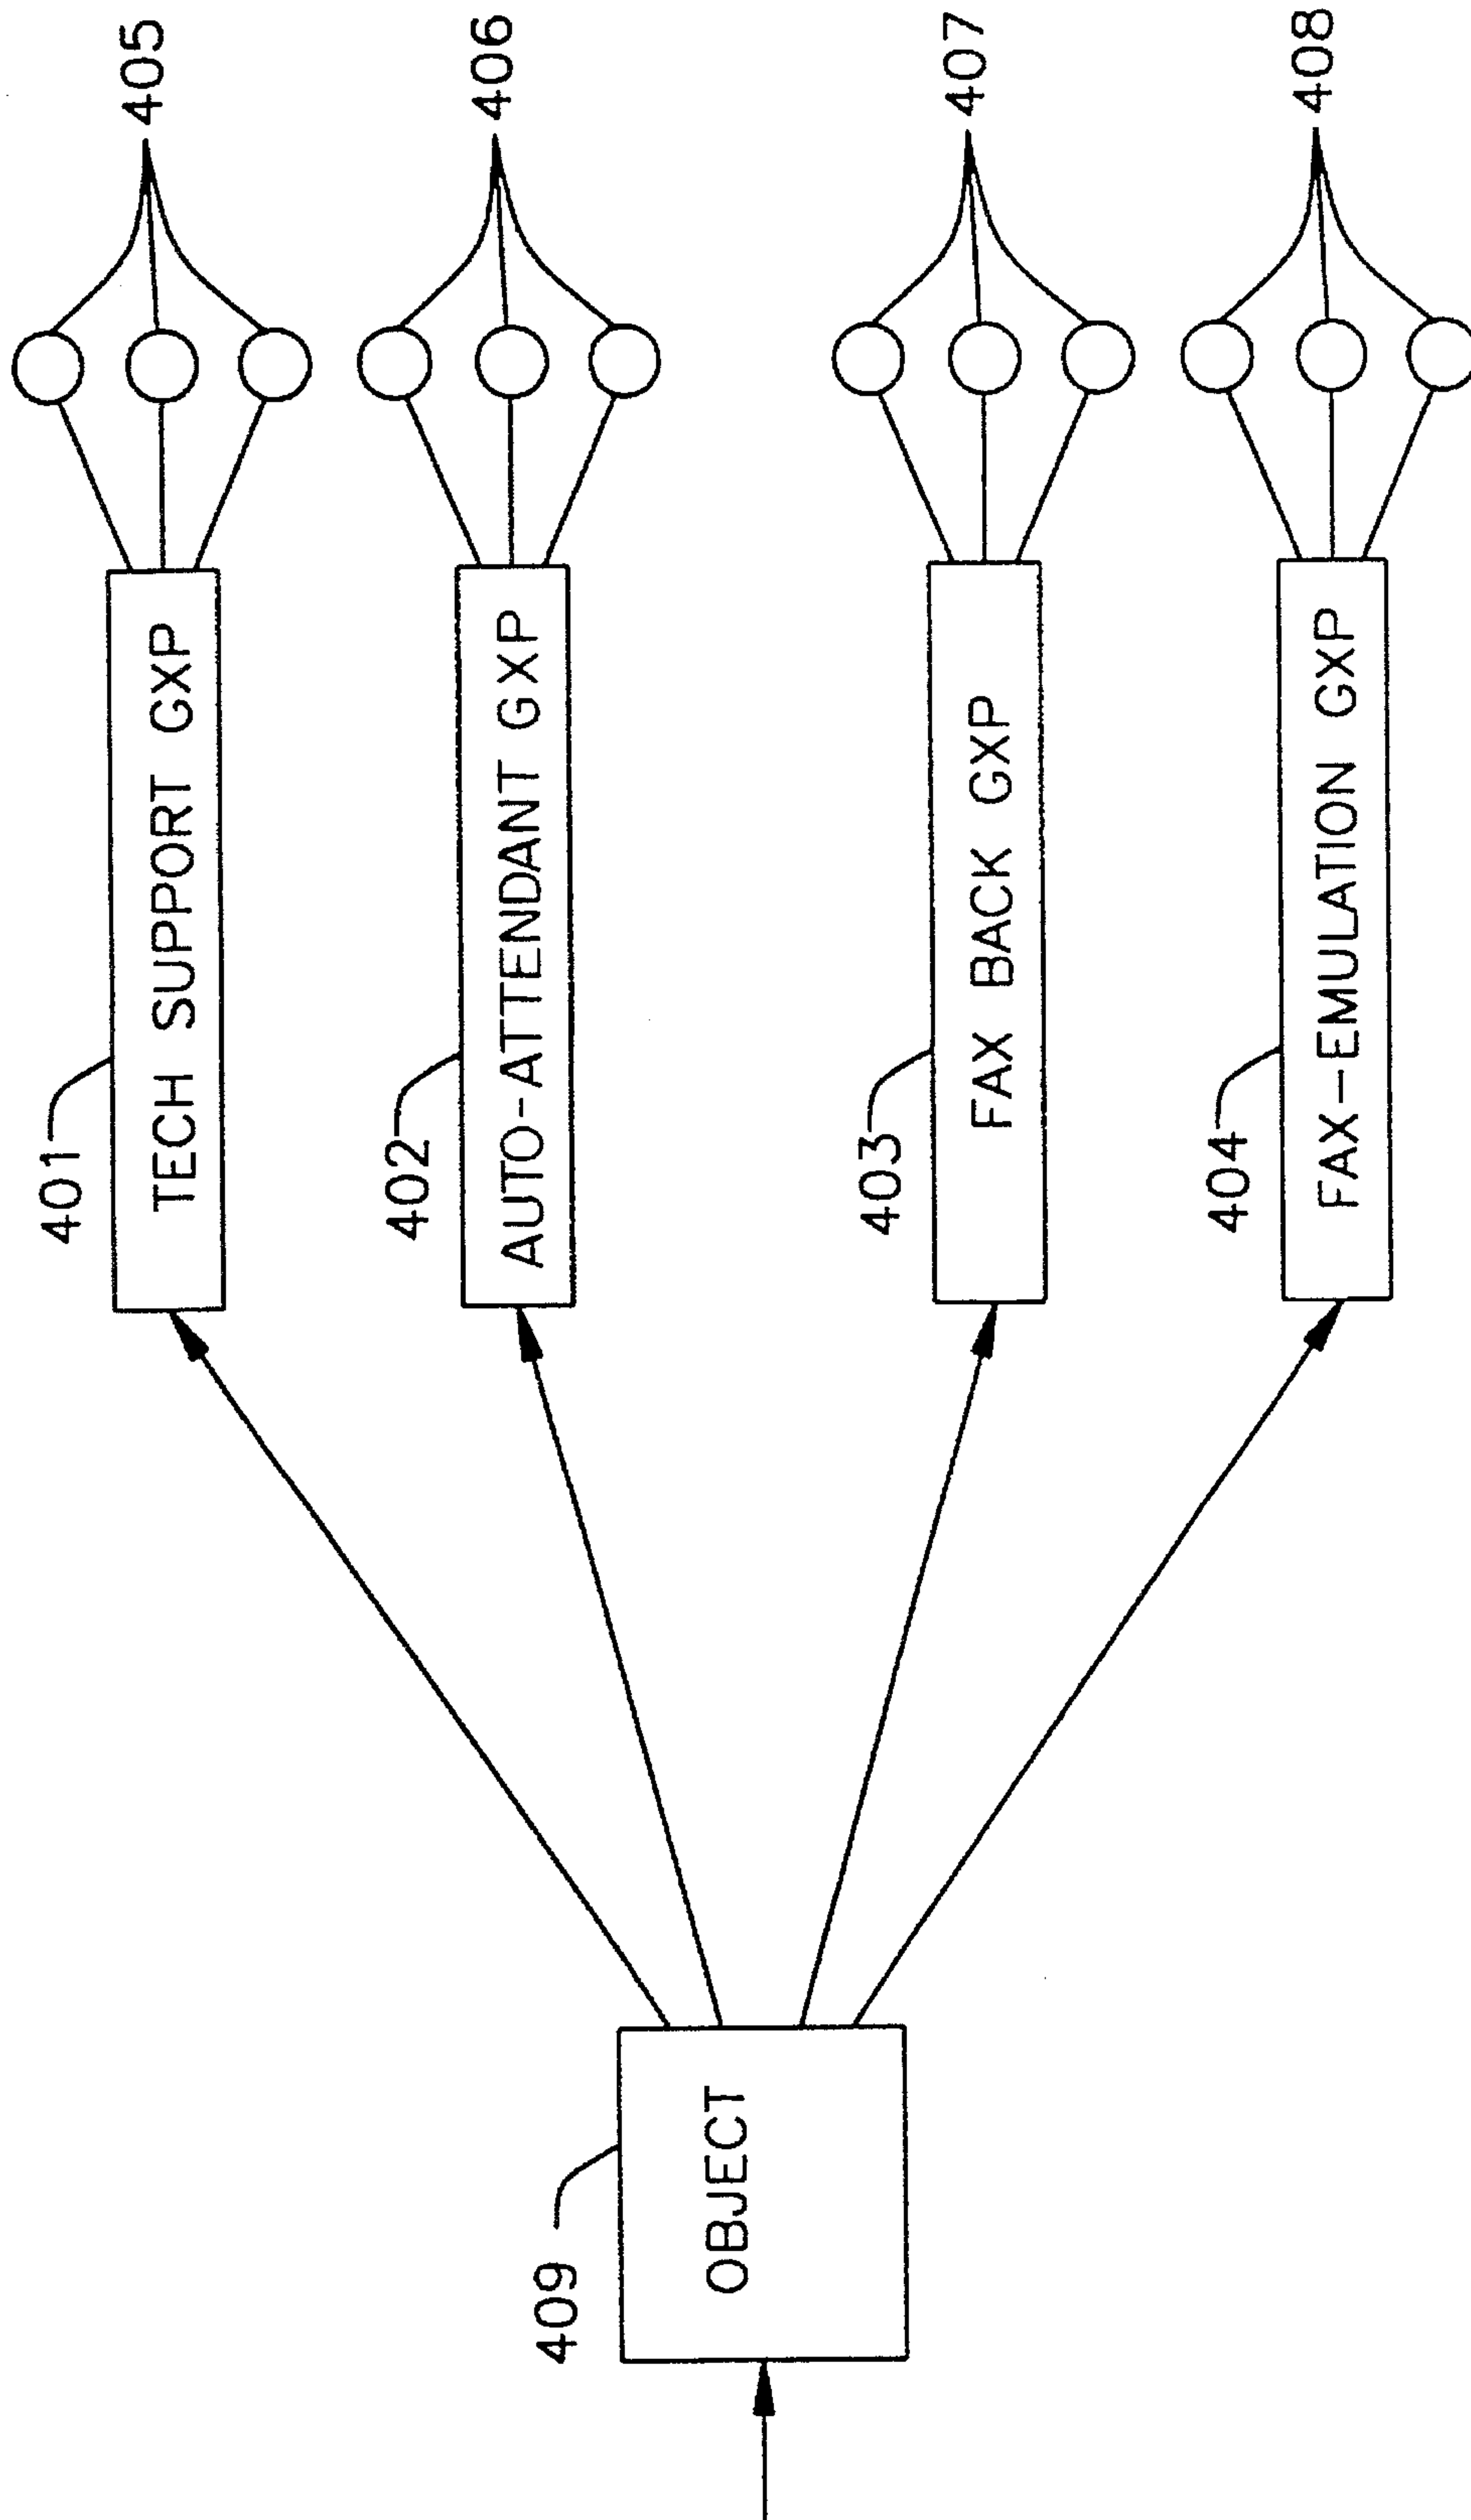 401
TECH SUPPORT GXP
405
402
AUTO-ATTENDANT GXP
406
409
OBJECT
403
FAX BACK GXP
407
404
FAX-EMULATION GXP
408